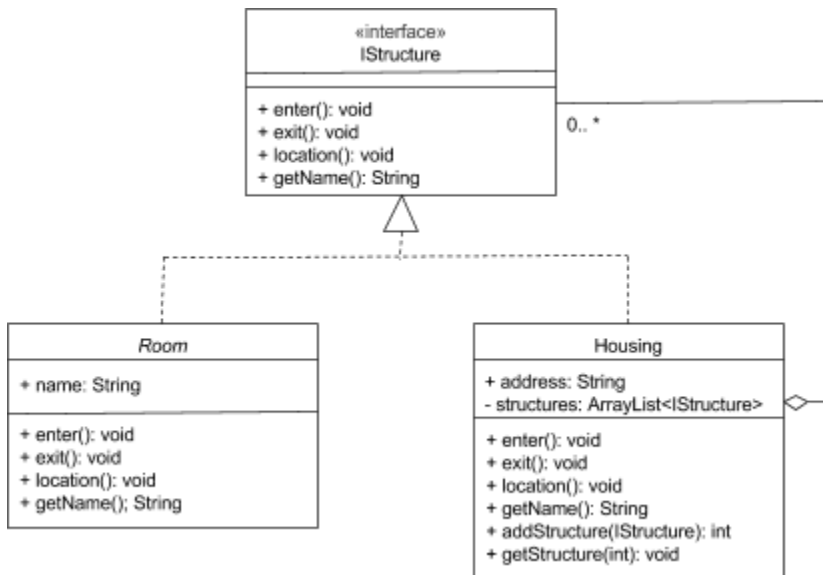 «interface»
IStructure
+ enter(): void
+ exit(): void
+ location(): void
+ getName(): String
0.. *
Room
+ name: String
+ enter(): void
+ exit(): void
+ location(): void
+ getName(); String
Housing
+ address: String
- structures: ArrayList<IStructure>
+ enter(): void
+ exit(): void
+ location(): void
+ getName(): String
+ addStructure(IStructure): int
+ getStructure(int): void